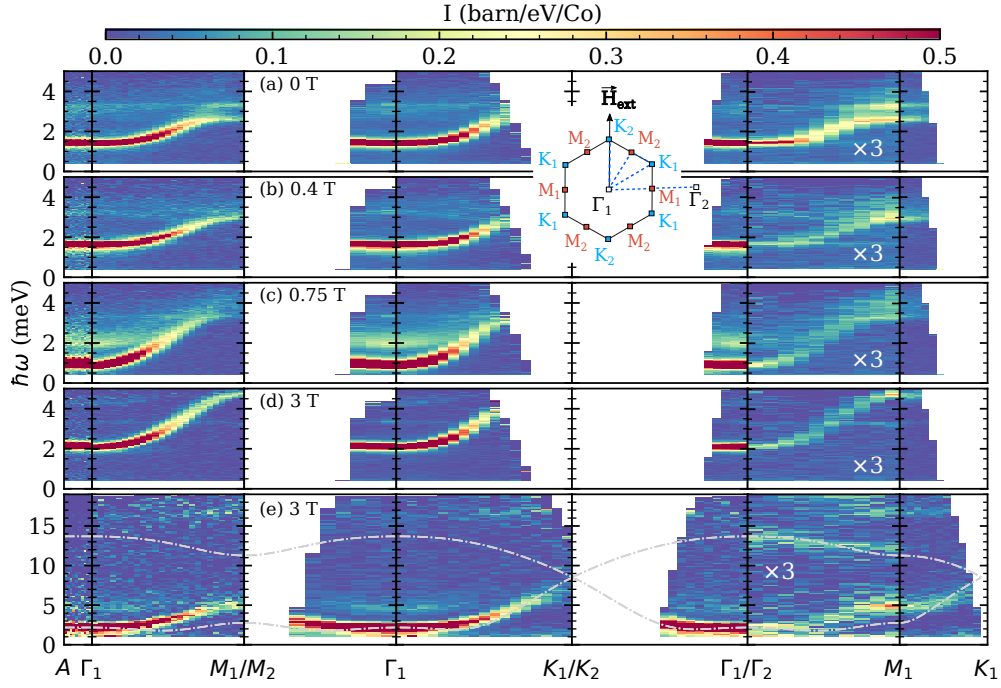 I (barn/eV/Co)
0.0 0.1 0.2 0.3 0.4 0.5
ħω (meV)
4
2
0
(a) 0 T
×3
4
2
0
(b) 0.4 T
×3
4
2
0
(c) 0.75 T
×3
4
2
0
(d) 3 T
×3
15
10
5
0
(e) 3 T
×3
H⃗ext
K2
M2 M2
K1 K1
M1 M1
Γ1 Γ2
K1 K1
M2 M2
K2
A Γ1 M1/M2 Γ1 K1/K2 Γ1/Γ2 M1 K1